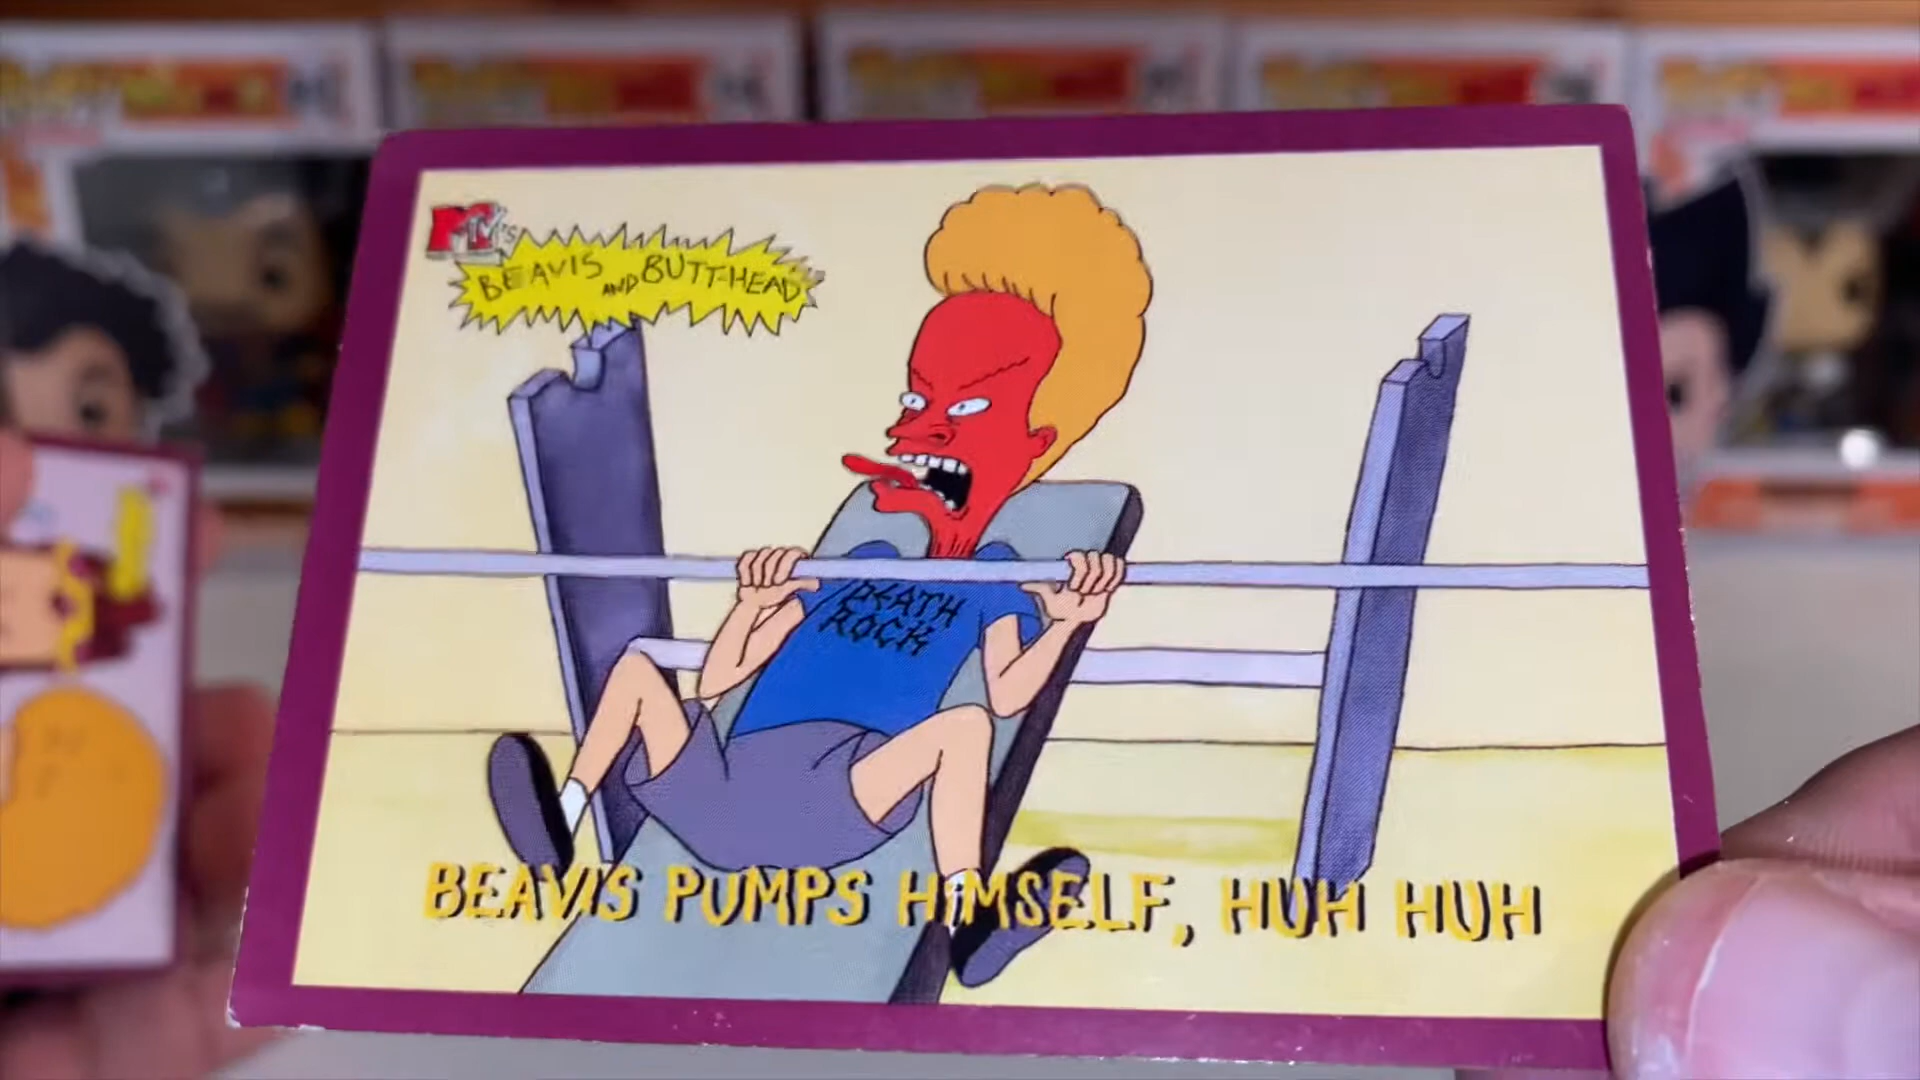 MTV's
BEAVIS AND BUTT-HEAD
DEATH
ROCK
BEAVIS PUMPS HiMSELF, HUH HUH